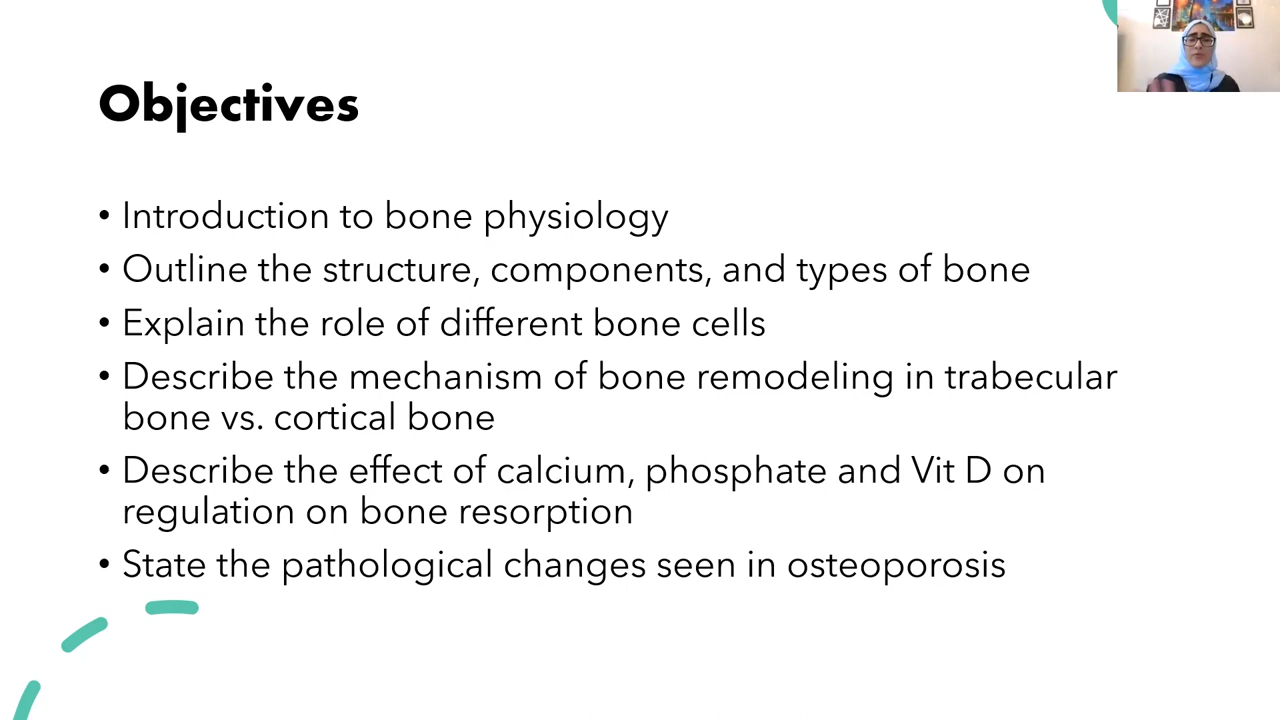 Objectives
• Introduction to bone physiology
• Outline the structure, components, and types of bone
• Explain the role of different bone cells
• Describe the mechanism of bone remodeling in trabecular
bone vs. cortical bone
• Describe the effect of calcium, phosphate and Vit D on
regulation on bone resorption
• State the pathological changes seen in osteoporosis